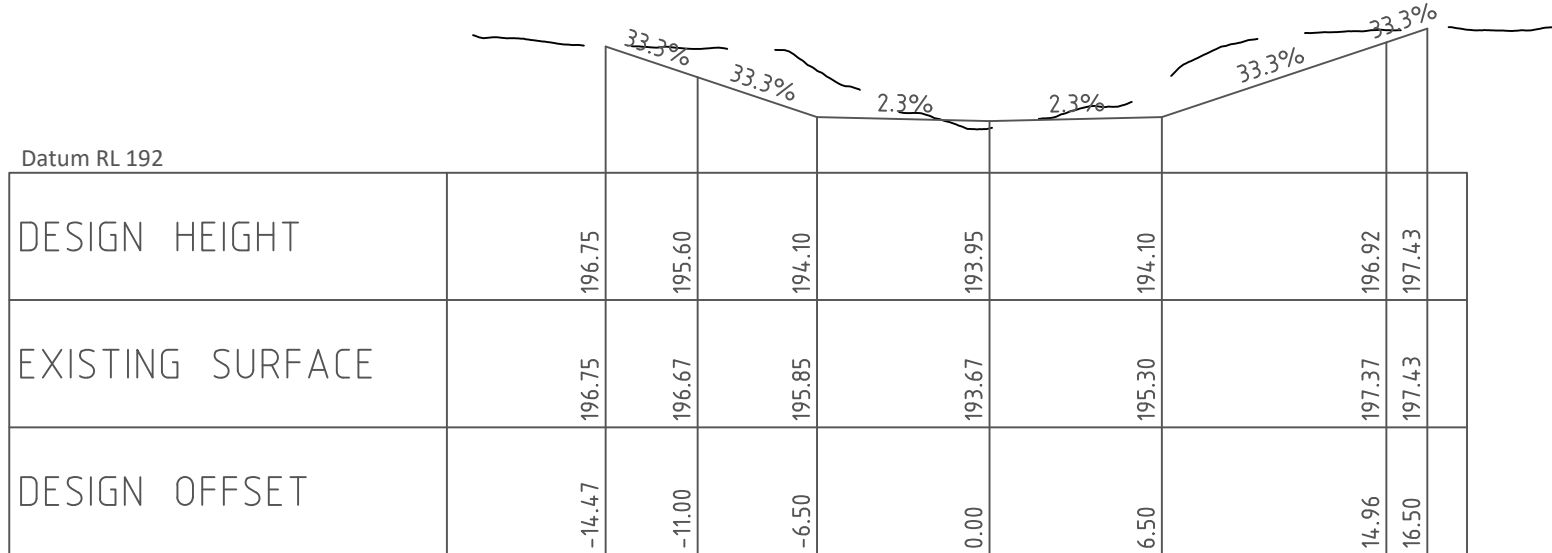 33.3%
33.3%
33.3%
33.3%
2.3%
2.3%
Datum RL 192
DESIGN HEIGHT 196.75 195.60 194.10 193.95 194.10 196.92 197.43
EXISTING SURFACE 196.75 196.67 195.85 193.67 195.30 197.37 197.43
DESIGN OFFSET -14.47 -11.00 -6.50 0.00 6.50 14.96 16.50